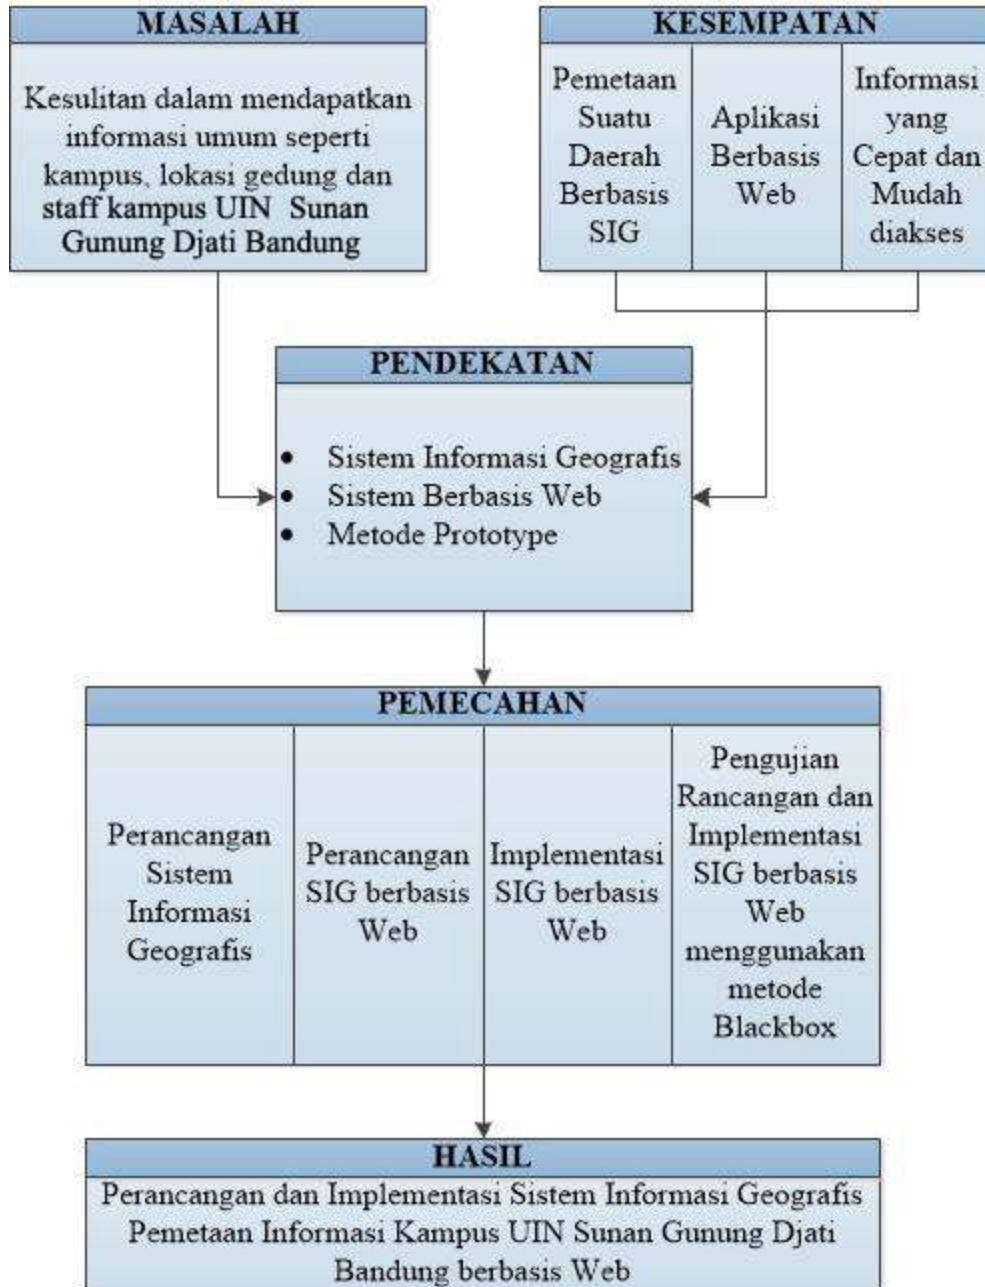 MASALAH
Kesulitan dalam mendapatkan
informasi umum seperti
kampus, lokasi gedung dan
staff kampus UIN Sunan
Gunung Djati Bandung
KESEMPATAN
Pemetaan
Suatu
Daerah
Berbasis
SIG
Aplikasi
Berbasis
Web
Informasi
yang
Cepat dan
Mudah
diakses
PENDEKATAN
• Sistem Informasi Geografis
• Sistem Berbasis Web
• Metode Prototype
PEMECAHAN
Perancangan
Sistem
Informasi
Geografis
Perancangan
SIG berbasis
Web
Implementasi
SIG berbasis
Web
Pengujian
Rancangan dan
Implementasi
SIG berbasis
Web
menggunakan
metode
Blackbox
HASIL
Perancangan dan Implementasi Sistem Informasi Geografis
Pemetaan Informasi Kampus UIN Sunan Gunung Djati
Bandung berbasis Web